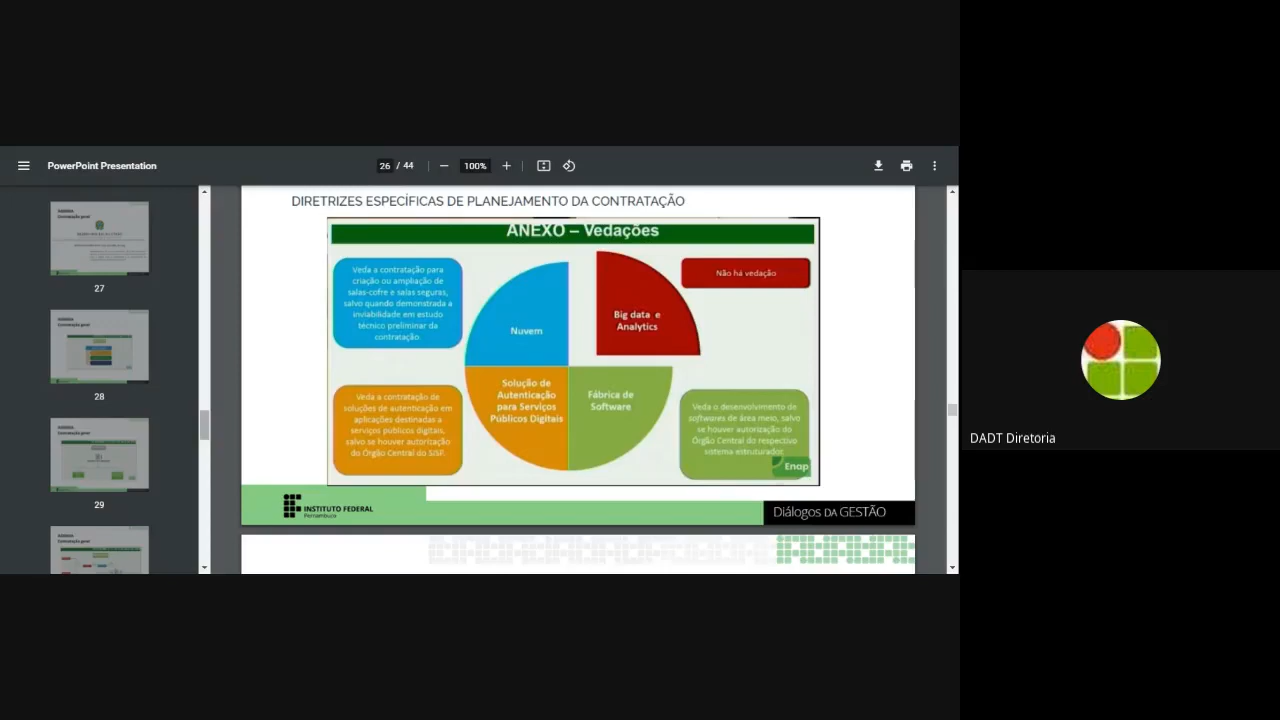 PowerPoint Presentation
26 / 44
100%
27
28
29
DIRETRIZES ESPECÍFICAS DE PLANEJAMENTO DA CONTRATAÇÃO
ANEXO – Vedações
Veda a contratação para
criação ou ampliação de
salas-cofre e salas seguras,
salvo quando demonstrada a
inviabilidade em estudo
técnico preliminar da
contratação.
Nuvem
Big data e
Analytics
Não há vedação
Veda a contratação de
soluções de autenticação em
aplicações destinadas a
serviços públicos digitais,
salvo se houver autorização
do Órgão Central do SISP.
Solução de
Autenticação
para Serviços
Públicos Digitais
Fábrica de
Software
Veda o desenvolvimento de
softwares de área meio, salvo
se houver autorização do
Órgão Central do respectivo
sistema estruturador.
Enap
INSTITUTO FEDERAL
Pernambuco
Diálogos DA GESTÃO
DADT Diretoria